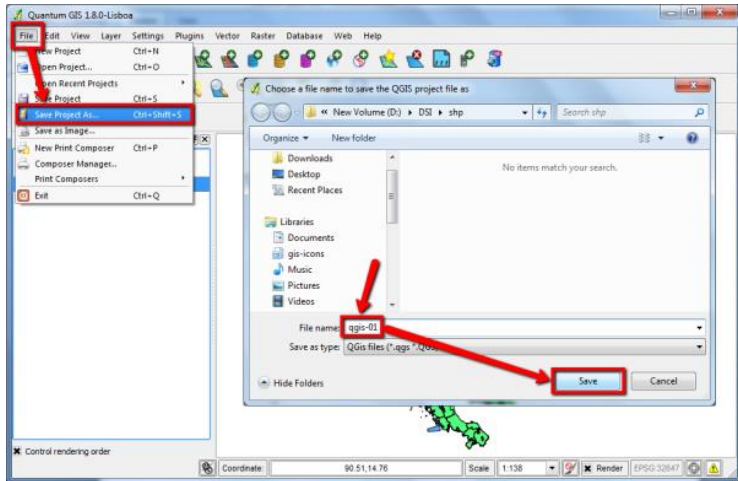 Quantum GIS 1.8.0-Lisboa
File Edit View Layer Settings Plugins Vector Raster Database Web Help
New Project Ctrl+N
Open Project... Ctrl+O
Open Recent Projects
Save Project Ctrl+S
Save Project As... Ctrl+Shift+S
Save as Image...
New Print Composer Ctrl+P
Composer Manager...
Print Composers
Exit Ctrl+Q
Choose a file name to save the QGIS project file as
« New Volume (D:) DSI shp
Search shp
Organize New folder
Downloads
Desktop
Recent Places
Libraries
Documents
gis-icons
Music
Pictures
Videos
No items match your search.
File name: qgis-01
Save as type: QGis files (*.qgs *.QGS)
Hide Folders
Save Cancel
Control rendering order
Coordinate: 90.51,14.76 Scale 1:138 Render EPSG:32647